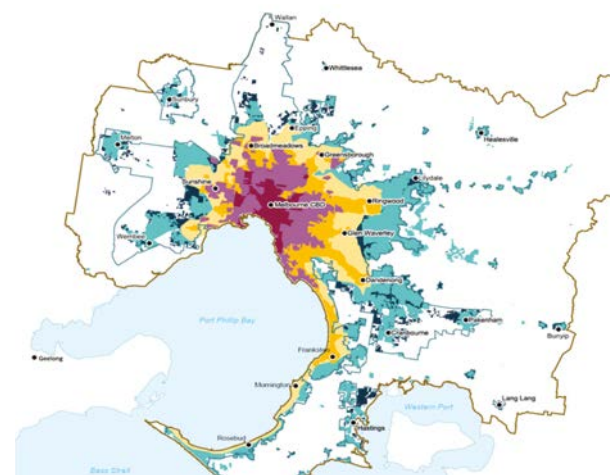 Wallan
Whittlesea
Sunbury
Epping
Healesville
Melton
Broadmeadows
Greensborough
Lilydale
Sunshine
Ringwood
Melbourne CBD
Glen Waverley
Werribee
Dandenong
Port Phillip Bay
Pakenham
Cranbourne
Bunyip
Geelong
Frankston
Mornington
Lang Lang
Western Port
Hastings
Rosebud
Bass Strait